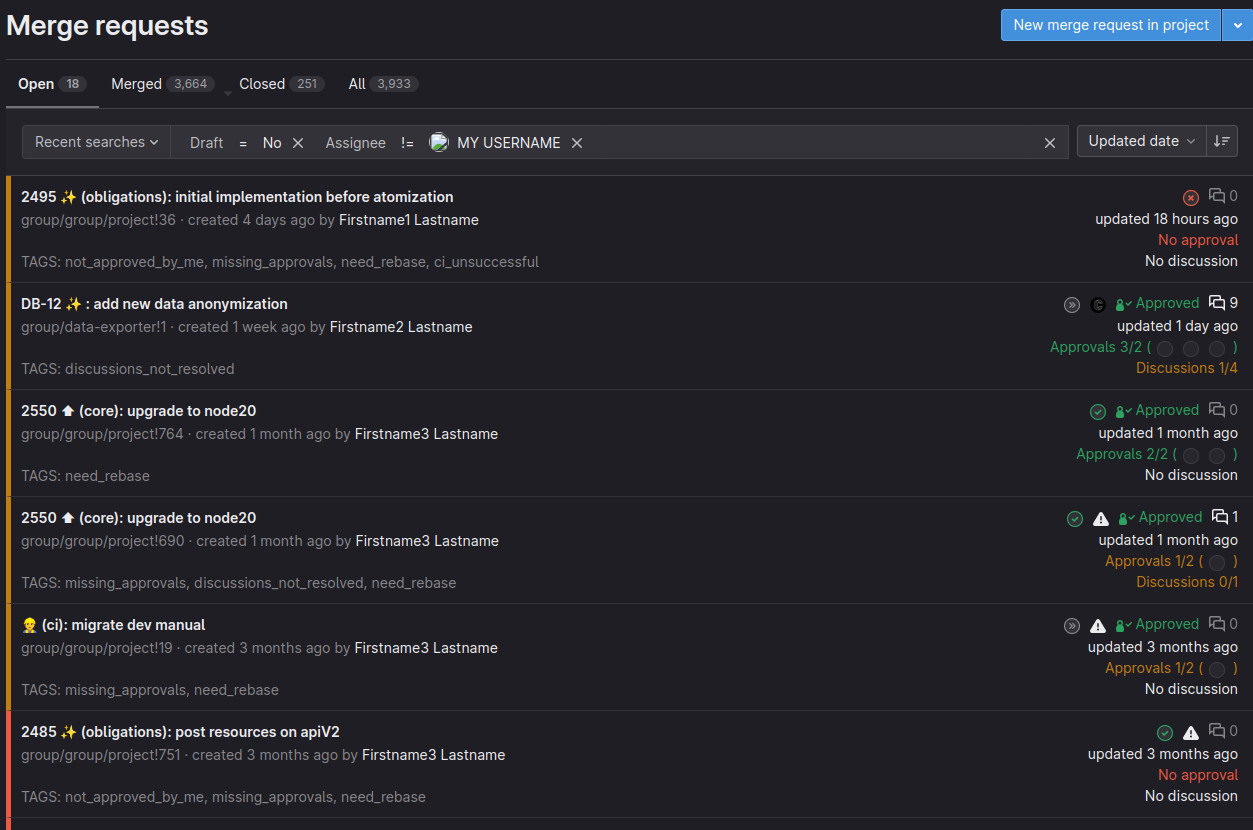 Merge requests
New merge request in project
Open 18 Merged 3,664 Closed 251 All 3,933
Recent searches Draft = No Assignee != MY USERNAME Updated date
2495 ✨ (obligations): initial implementation before atomization 0
group/group/project!36 · created 4 days ago by Firstname1 Lastname updated 18 hours ago
No approval
TAGS: not_approved_by_me, missing_approvals, need_rebase, ci_unsuccessful No discussion
DB-12 ✨ : add new data anonymization Approved 9
group/data-exporter!1 · created 1 week ago by Firstname2 Lastname updated 1 day ago
Approvals 3/2 ( )
TAGS: discussions_not_resolved Discussions 1/4
2550 ⬆ (core): upgrade to node20 Approved 0
group/group/project!764 · created 1 month ago by Firstname3 Lastname updated 1 month ago
Approvals 2/2 ( )
TAGS: need_rebase No discussion
2550 ⬆ (core): upgrade to node20 Approved 1
group/group/project!690 · created 1 month ago by Firstname3 Lastname updated 1 month ago
Approvals 1/2 ( )
TAGS: missing_approvals, discussions_not_resolved, need_rebase Discussions 0/1
👷 (ci): migrate dev manual Approved 0
group/group/project!19 · created 3 months ago by Firstname3 Lastname updated 3 months ago
Approvals 1/2 ( )
TAGS: missing_approvals, need_rebase No discussion
2485 ✨ (obligations): post resources on apiV2 0
group/group/project!751 · created 3 months ago by Firstname3 Lastname updated 3 months ago
No approval
TAGS: not_approved_by_me, missing_approvals, need_rebase No discussion